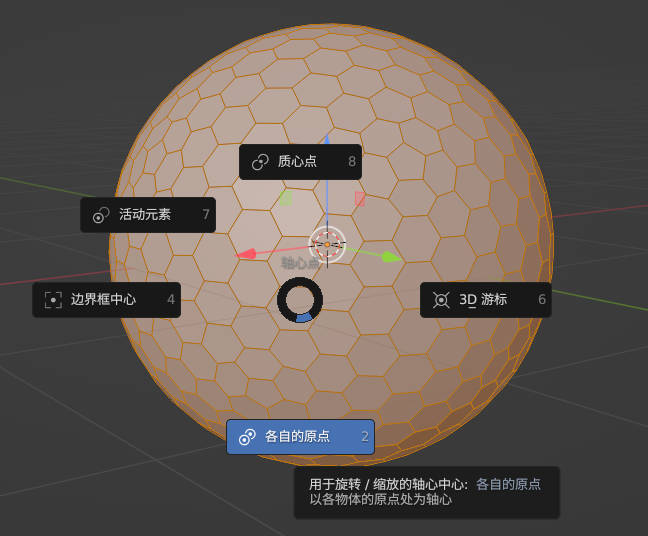 质心点 8
活动元素 7
轴心点
边界框中心 4
3D 游标 6
各自的原点 2
用于旋转 / 缩放的轴心中心: 各自的原点
以各物体的原点处为轴心